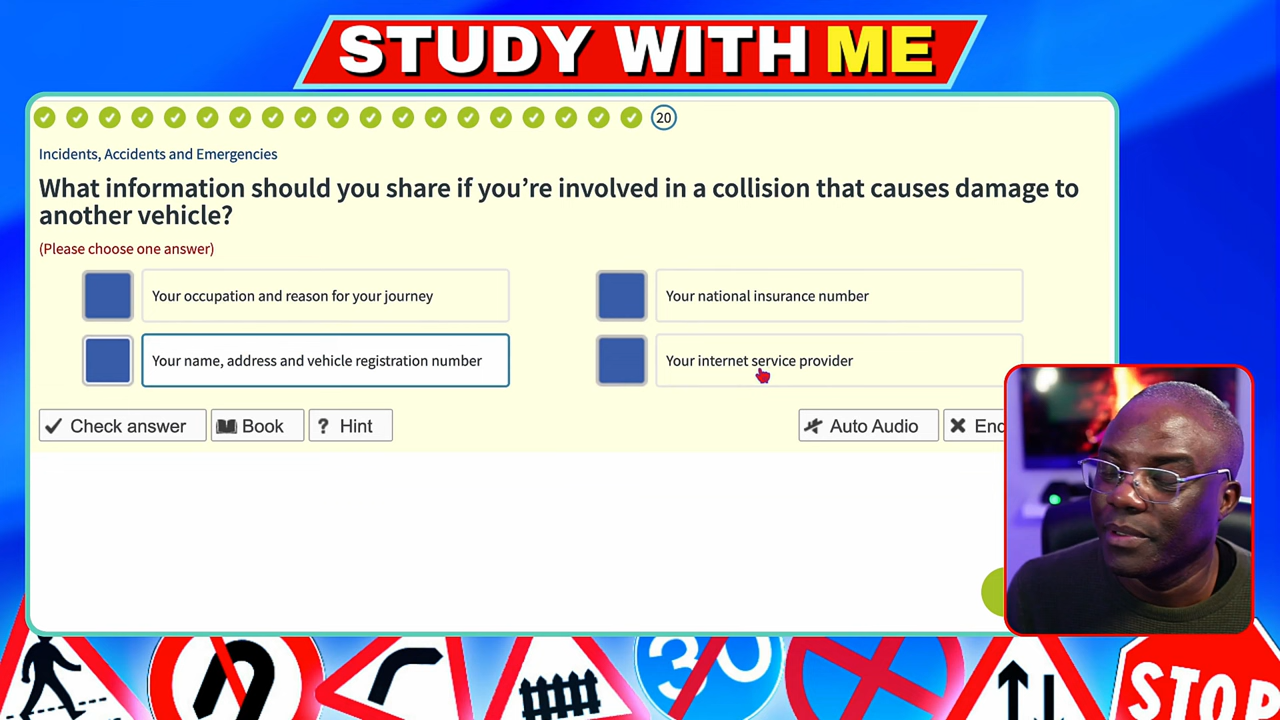 STUDY WITH ME
20
Incidents, Accidents and Emergencies
What information should you share if you’re involved in a collision that causes damage to
another vehicle?
(Please choose one answer)
Your occupation and reason for your journey
Your national insurance number
Your name, address and vehicle registration number
Your internet service provider
Check answer
Book
? Hint
Auto Audio
30
STOP